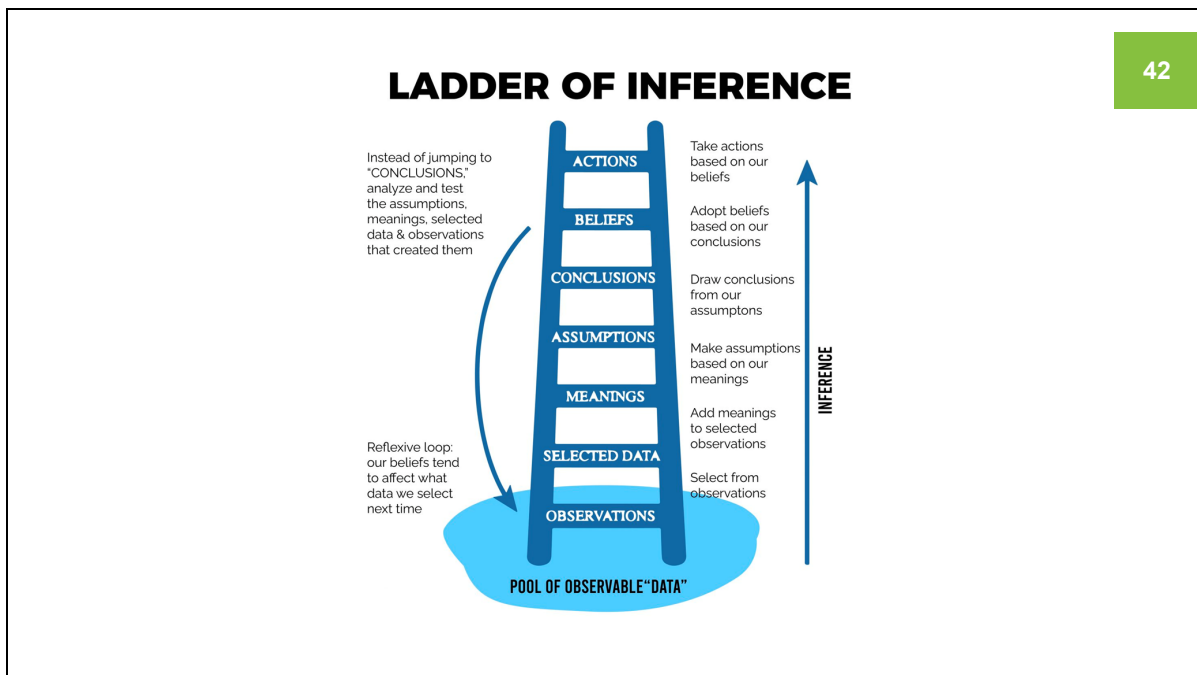 42
LADDER OF INFERENCE
Instead of jumping to
“CONCLUSIONS,”
analyze and test
the assumptions,
meanings, selected
data & observations
that created them
Reflexive loop:
our beliefs tend
to affect what
data we select
next time
ACTIONS
BELIEFS
CONCLUSIONS
ASSUMPTIONS
MEANINGS
SELECTED DATA
OBSERVATIONS
POOL OF OBSERVABLE“DATA”
Take actions
based on our
beliefs
Adopt beliefs
based on our
conclusions
Draw conclusions
from our
assumptons
Make assumptions
based on our
meanings
Add meanings
to selected
observations
Select from
observations
INFERENCE